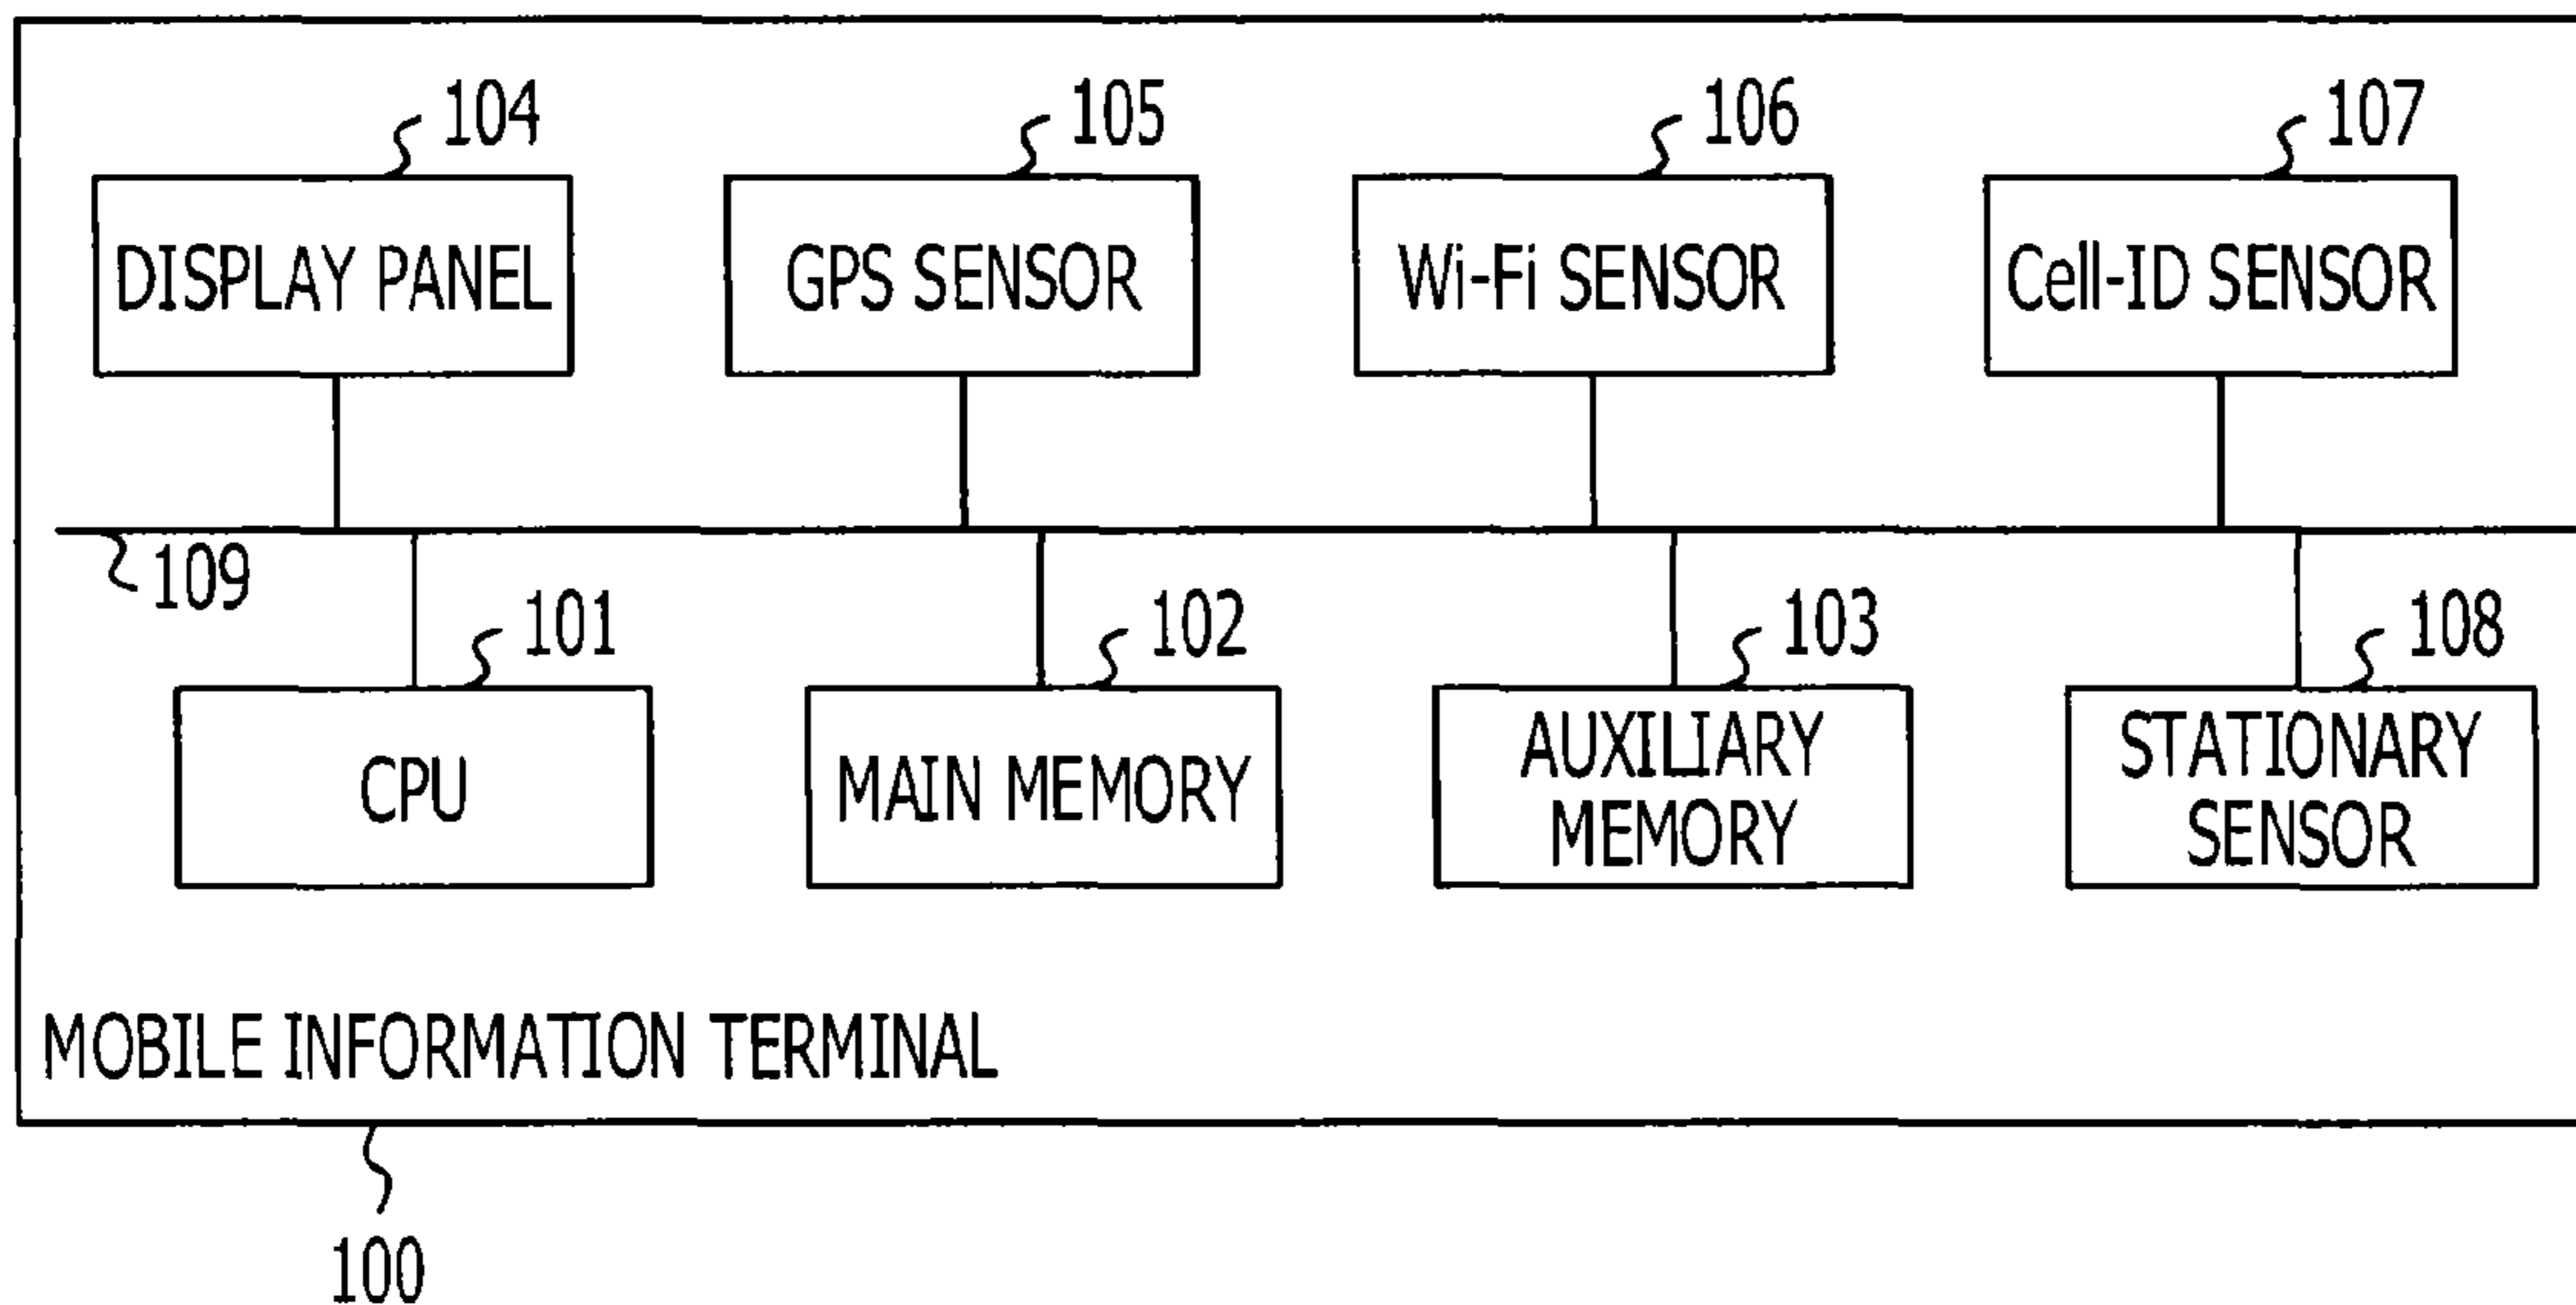 104
105
106
107
DISPLAY PANEL
GPS SENSOR
Wi-Fi SENSOR
Cell-ID SENSOR
109
101
102
103
108
CPU
MAIN MEMORY
AUXILIARY
MEMORY
STATIONARY
SENSOR
MOBILE INFORMATION TERMINAL
100